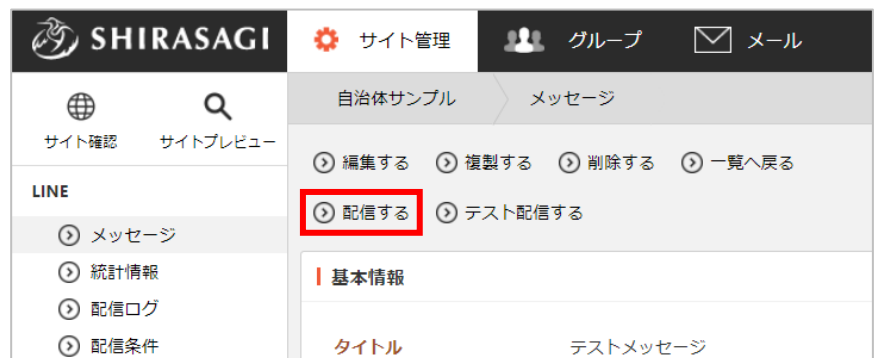 SHIRASAGI サイト管理 グループ メール
自治体サンプル メッセージ
サイト確認 サイトプレビュー
編集する 複製する 削除する 一覧へ戻る
LINE
配信する テスト配信する
メッセージ
統計情報
基本情報
配信ログ
配信条件
タイトル テストメッセージ